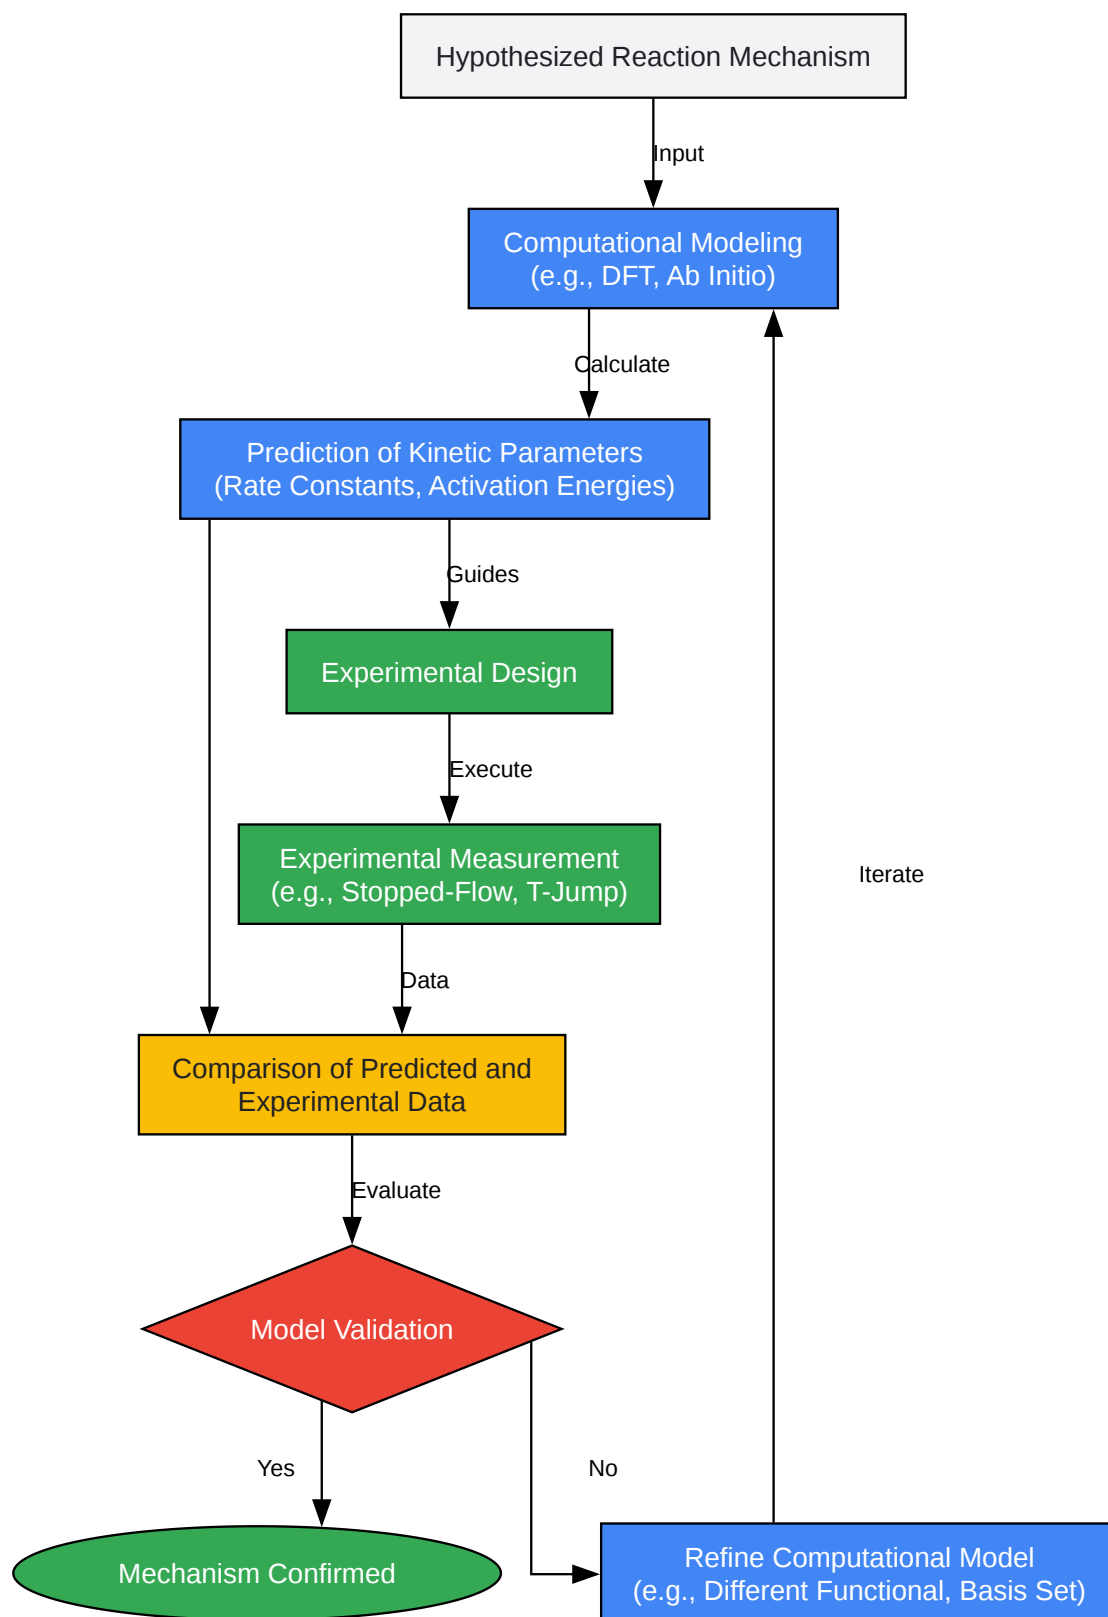 Hypothesized Reaction Mechanism
Input
Computational Modeling
(e.g., DFT, Ab Initio)
Calculate
Prediction of Kinetic Parameters
(Rate Constants, Activation Energies)
Guides
Experimental Design
Execute
Experimental Measurement
(e.g., Stopped-Flow, T-Jump)
Iterate
Data
Comparison of Predicted and
Experimental Data
Evaluate
Model Validation
Yes
No
Mechanism Confirmed
Refine Computational Model
(e.g., Different Functional, Basis Set)